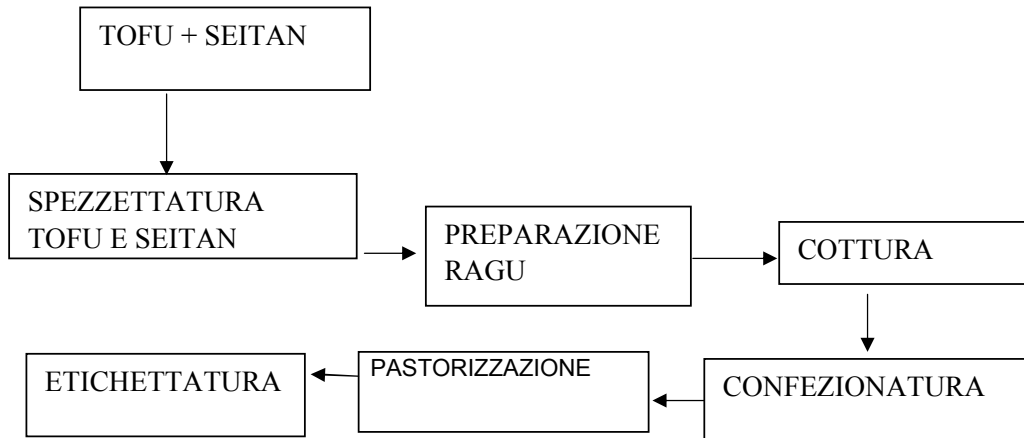 TOFU + SEITAN
SPEZZETTATURA
TOFU E SEITAN
PREPARAZIONE
RAGU
COTTURA
CONFEZIONATURA
PASTORIZZAZIONE
ETICHETTATURA